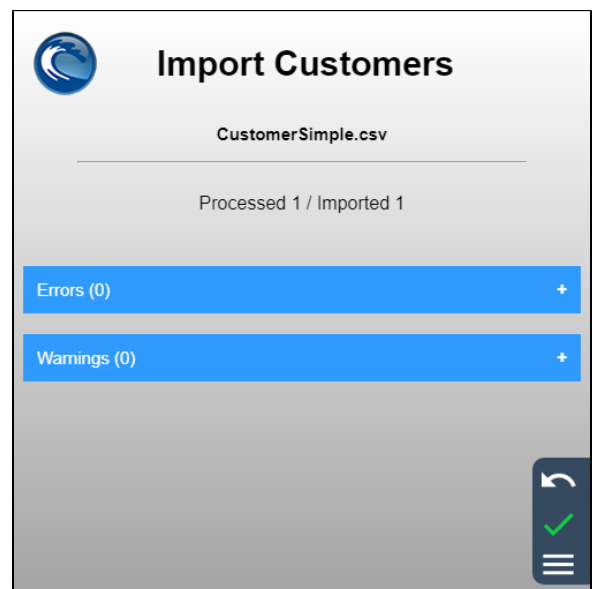 Import Customers
CustomerSimple.csv
Processed 1 / Imported 1
Errors (0) +
Warnings (0) +